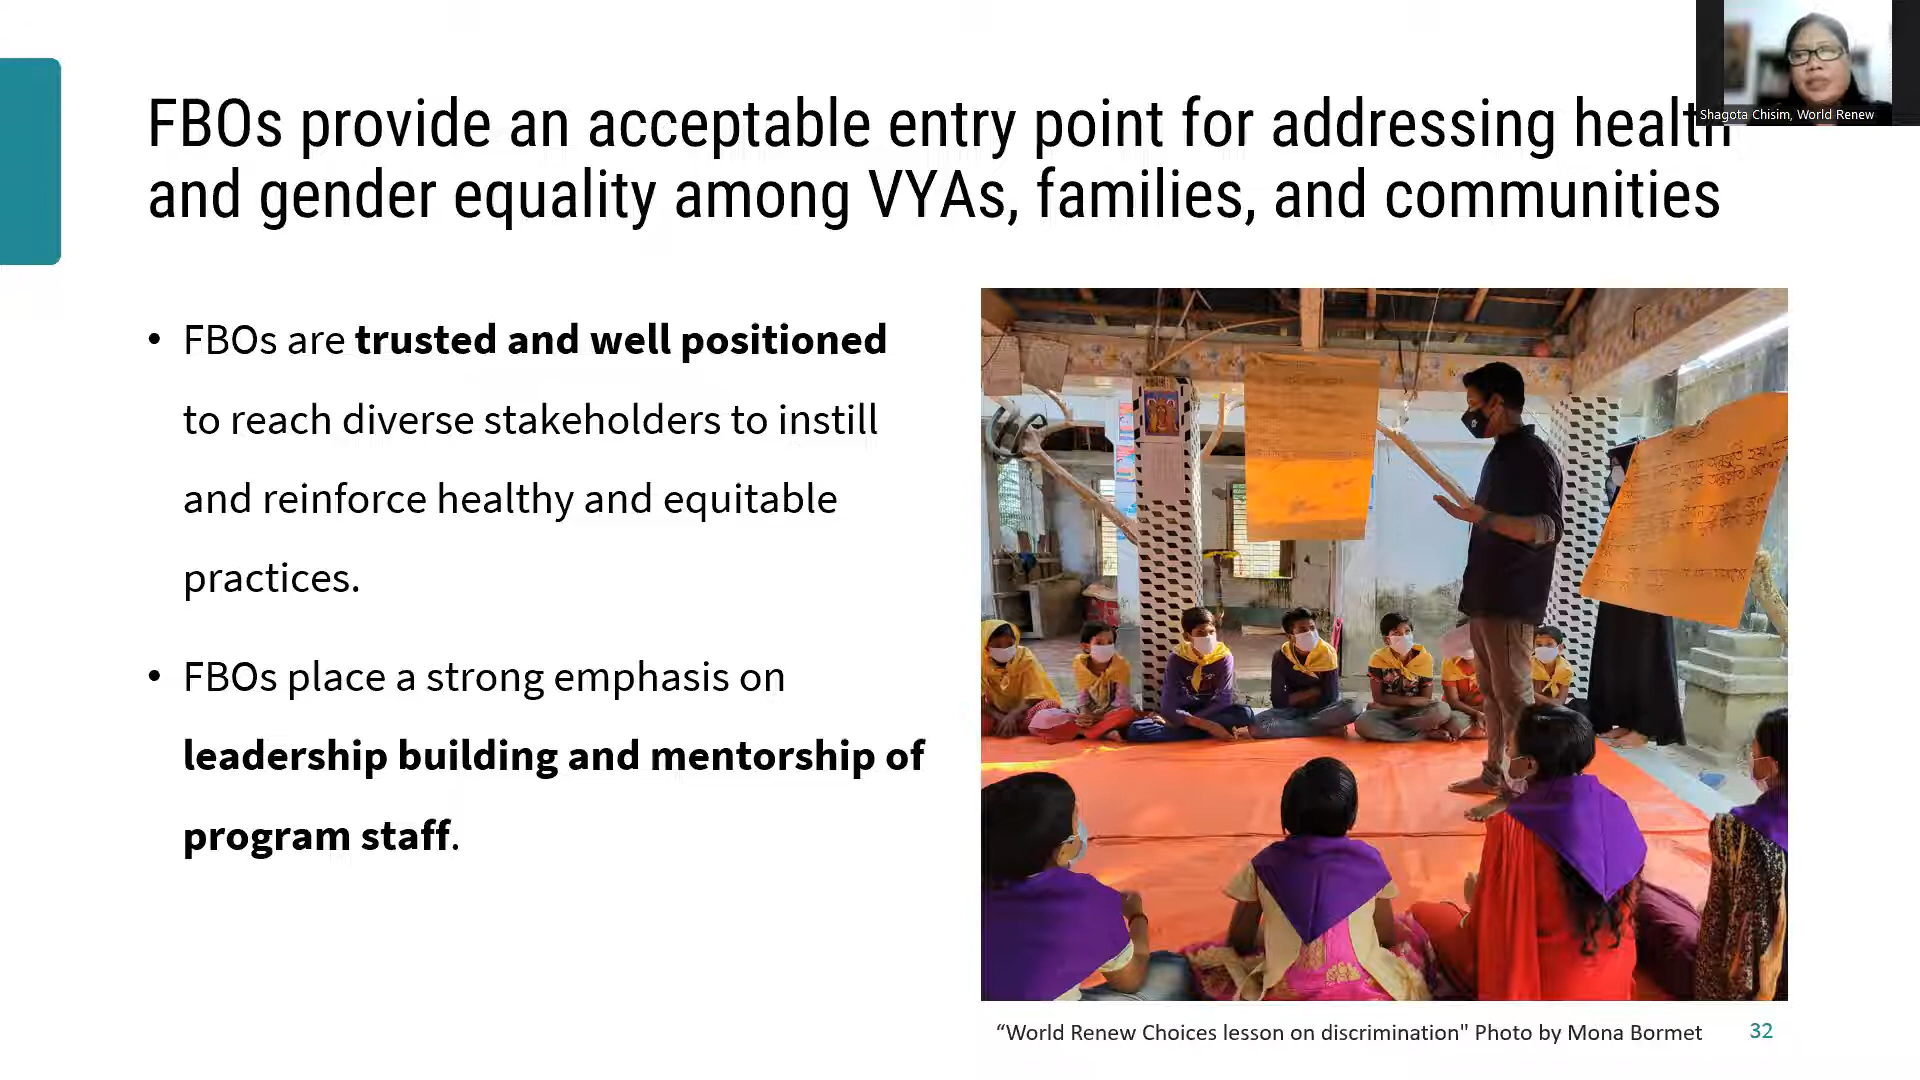 Shagota Chisim, World Renew
FBOs provide an acceptable entry point for addressing health
and gender equality among VYAs, families, and communities
• FBOs are trusted and well positioned
to reach diverse stakeholders to instill
and reinforce healthy and equitable
practices.
• FBOs place a strong emphasis on
leadership building and mentorship of
program staff.
“World Renew Choices lesson on discrimination" Photo by Mona Bormet
32